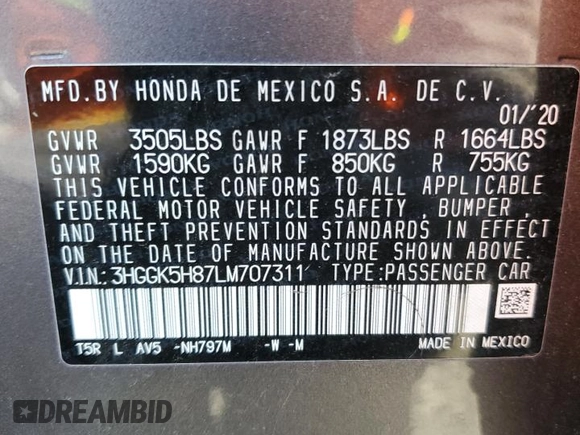 MFD.BY HONDA DE MEXICO S.A. DE C.V.
01/'20
GVWR 3505LBS GAWR F 1873LBS R 1664LBS
GVWR 1590KG GAWR F 850KG R 755KG
THIS VEHICLE CONFORMS TO ALL APPLICABLE
FEDERAL MOTOR VEHICLE SAFETY , BUMPER ,
AND THEFT PREVENTION STANDARDS IN EFFECT
ON THE DATE OF MANUFACTURE SHOWN ABOVE.
V.I.N.: 3HGGK5H87LM707311 TYPE:PASSENGER CAR
T5R L AV5 -NH797M -W -M MADE IN MEXICO
DREAMBID